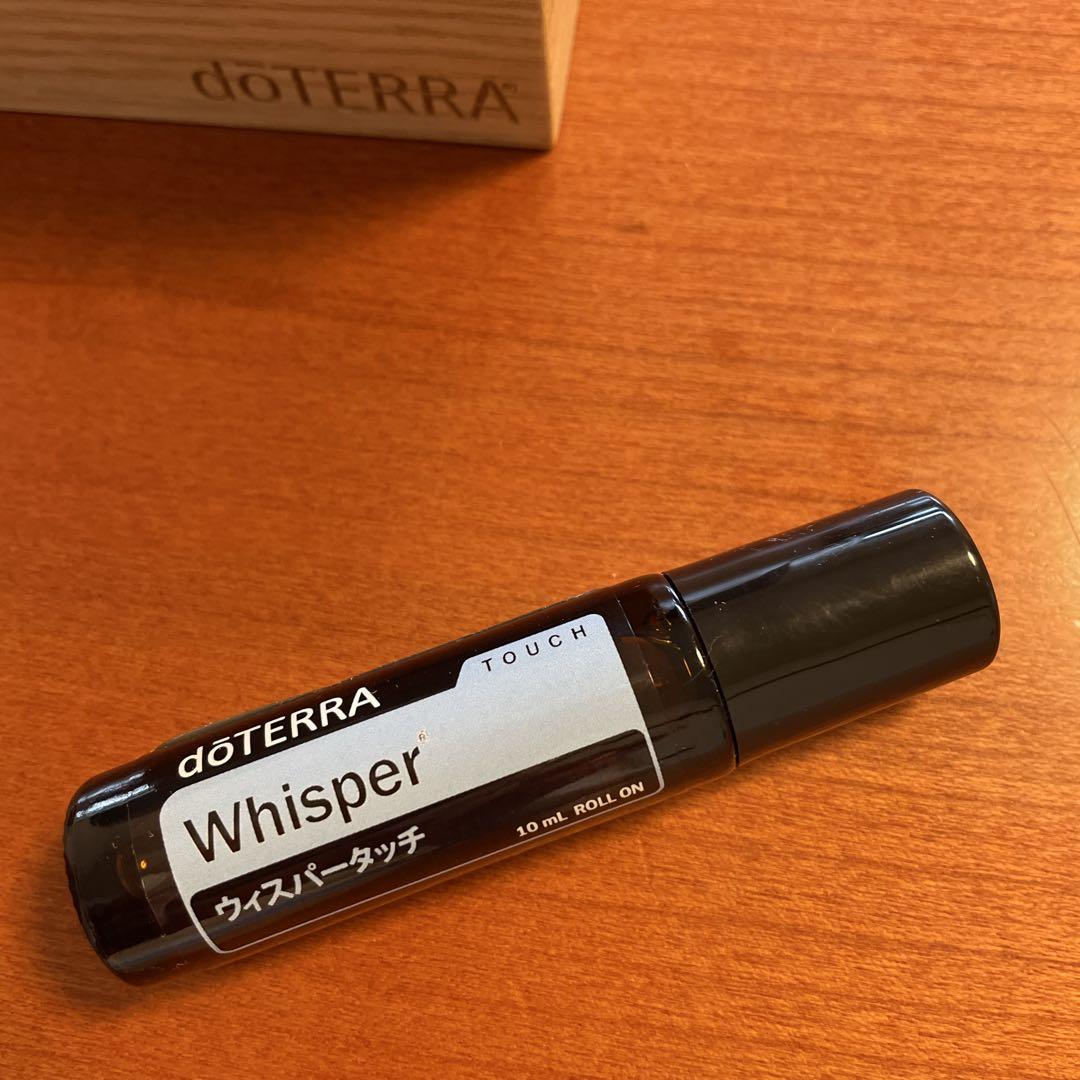 dōTERRA®
TOUCH
dōTERRA
Whisper®
ウィスパータッチ
10 mL ROLL ON